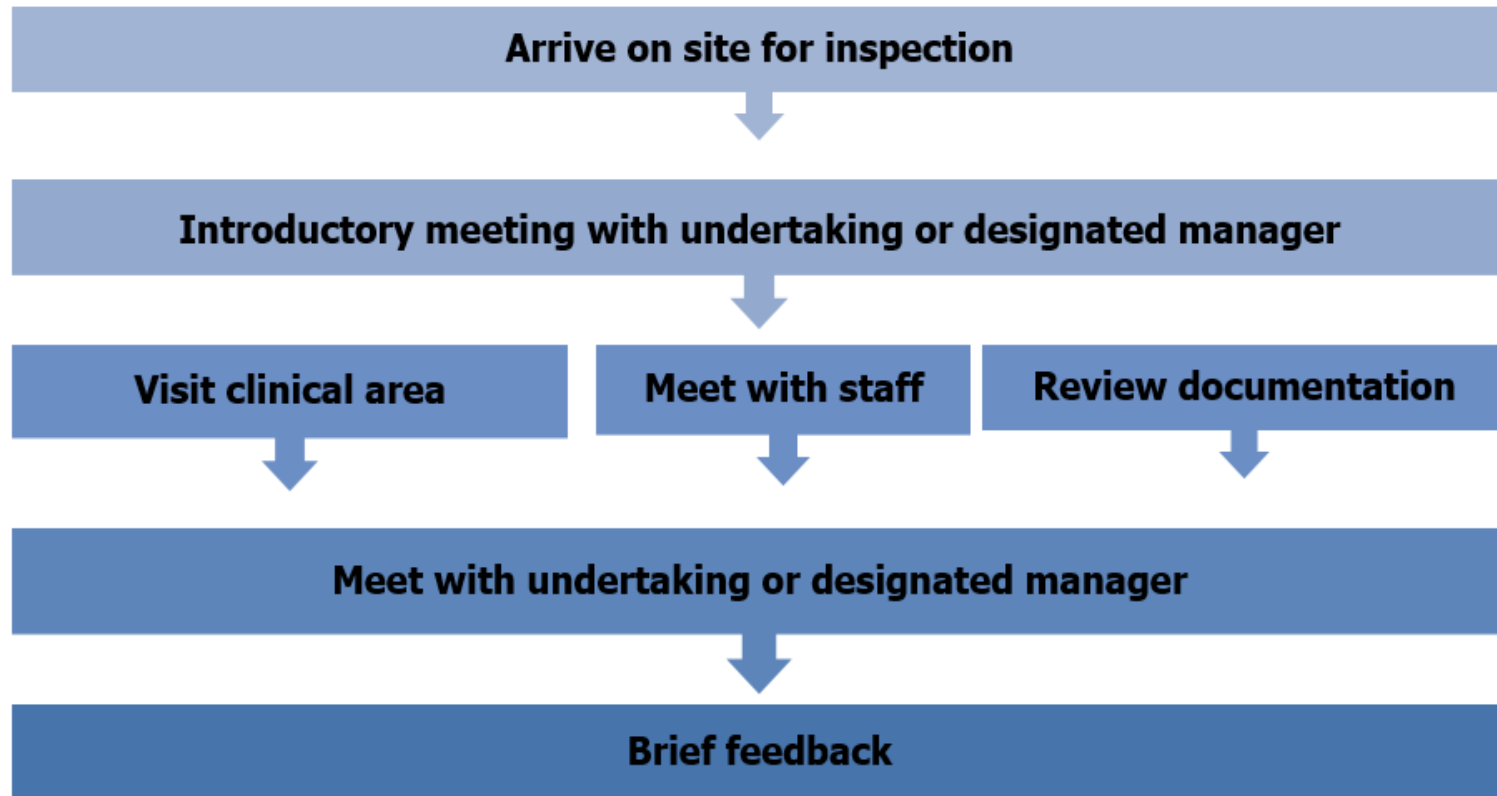 Arrive on site for inspection
Introductory meeting with undertaking or designated manager
Visit clinical area
Meet with staff
Review documentation
Meet with undertaking or designated manager
Brief feedback